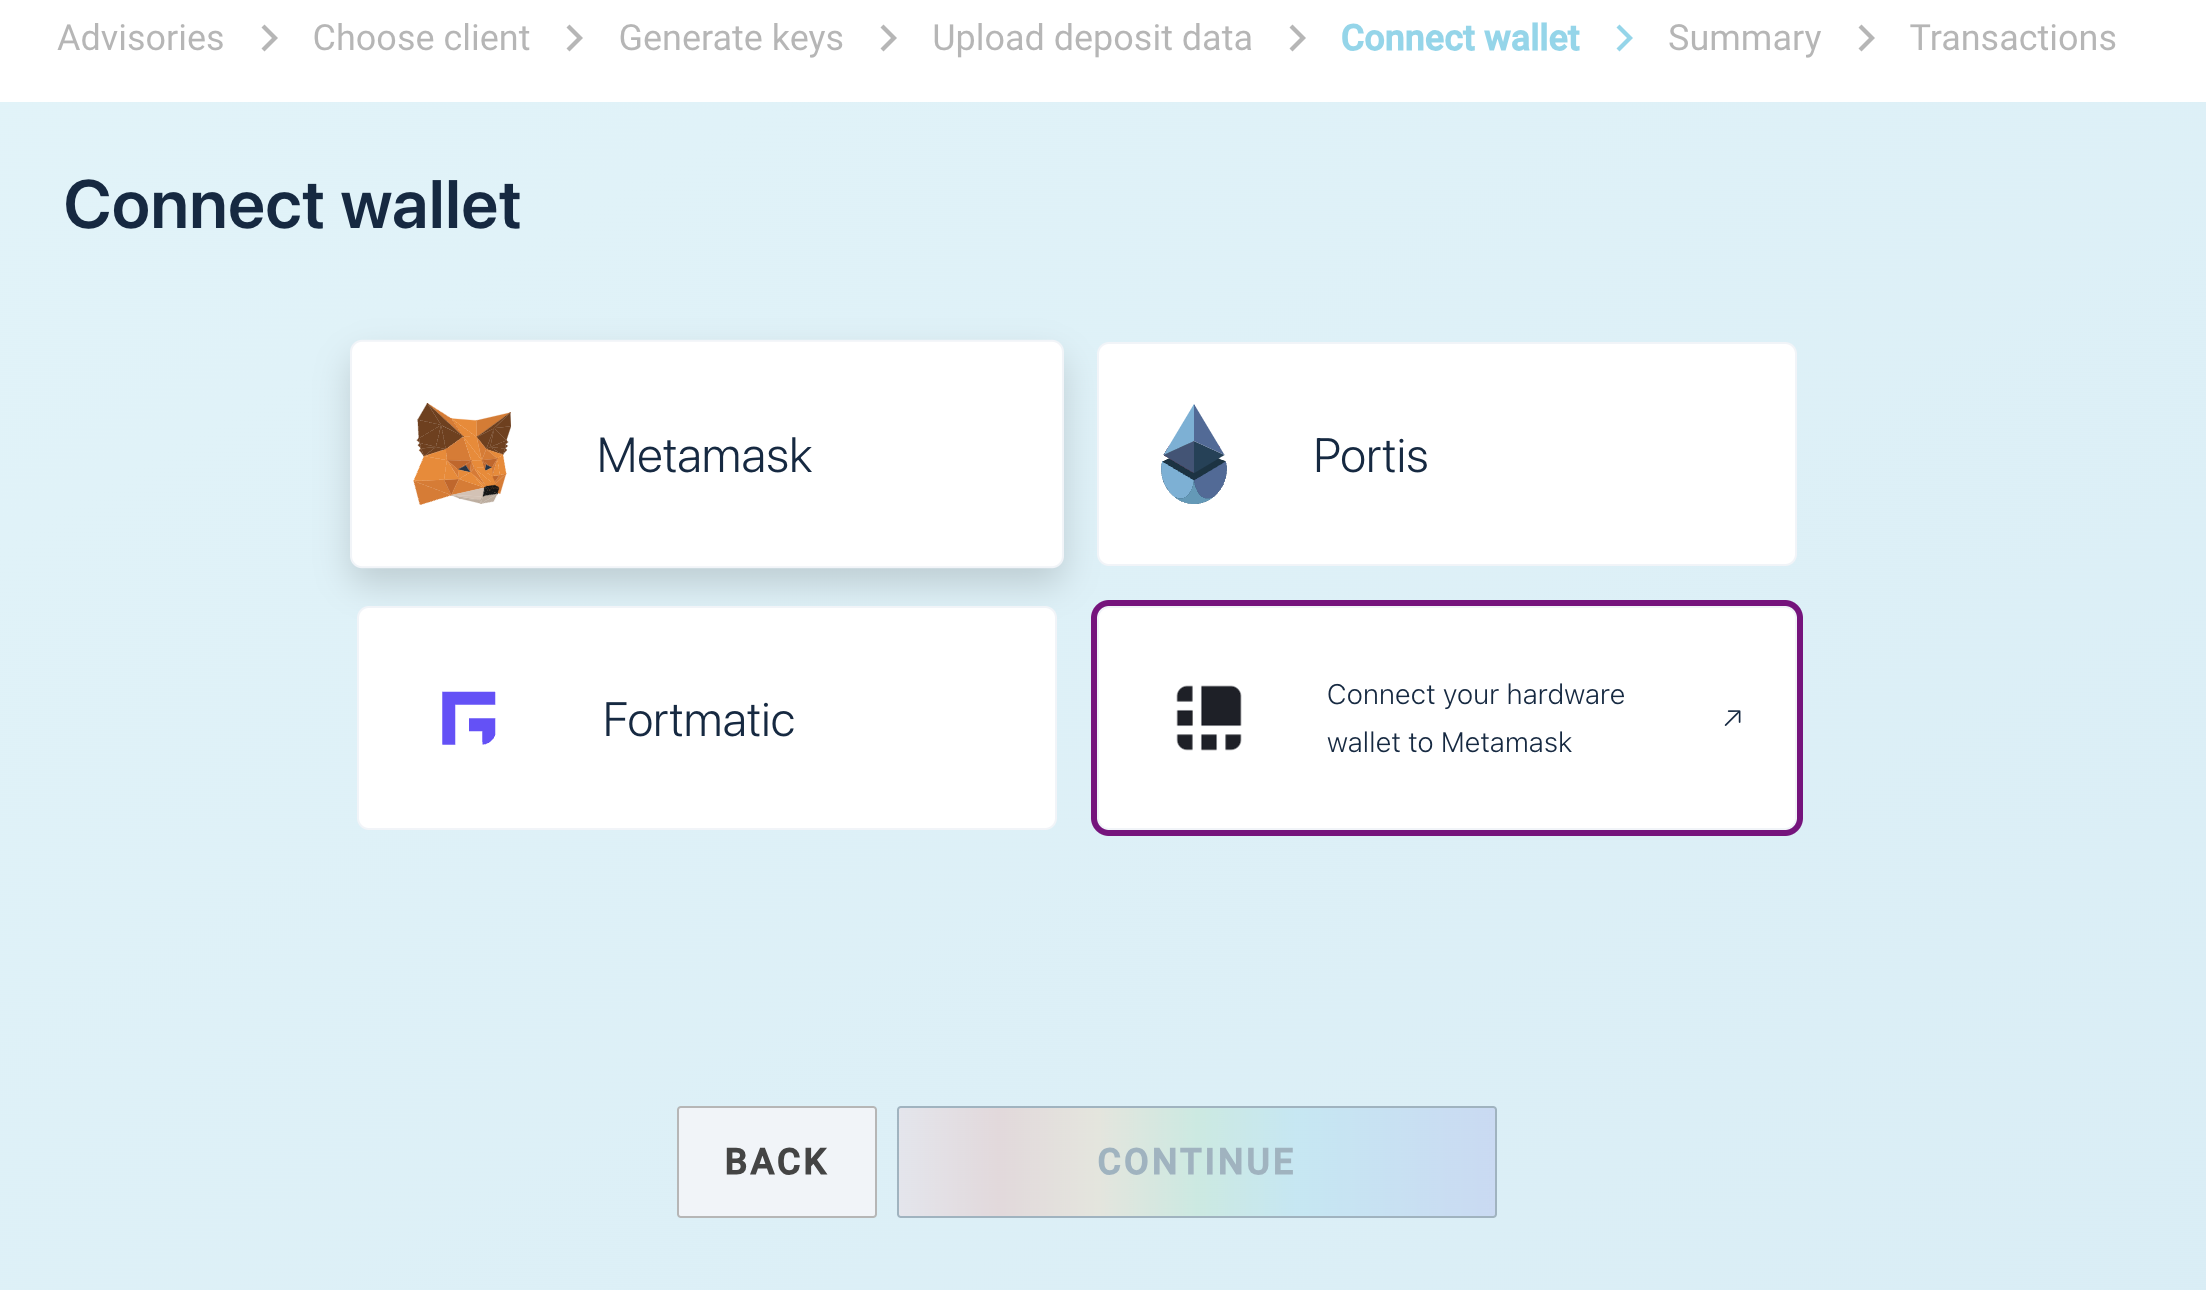 Advisories > Choose client > Generate keys > Upload deposit data > Connect wallet > Summary > Transactions
Connect wallet
Metamask
Portis
Fortmatic
Connect your hardware
wallet to Metamask
BACK
CONTINUE